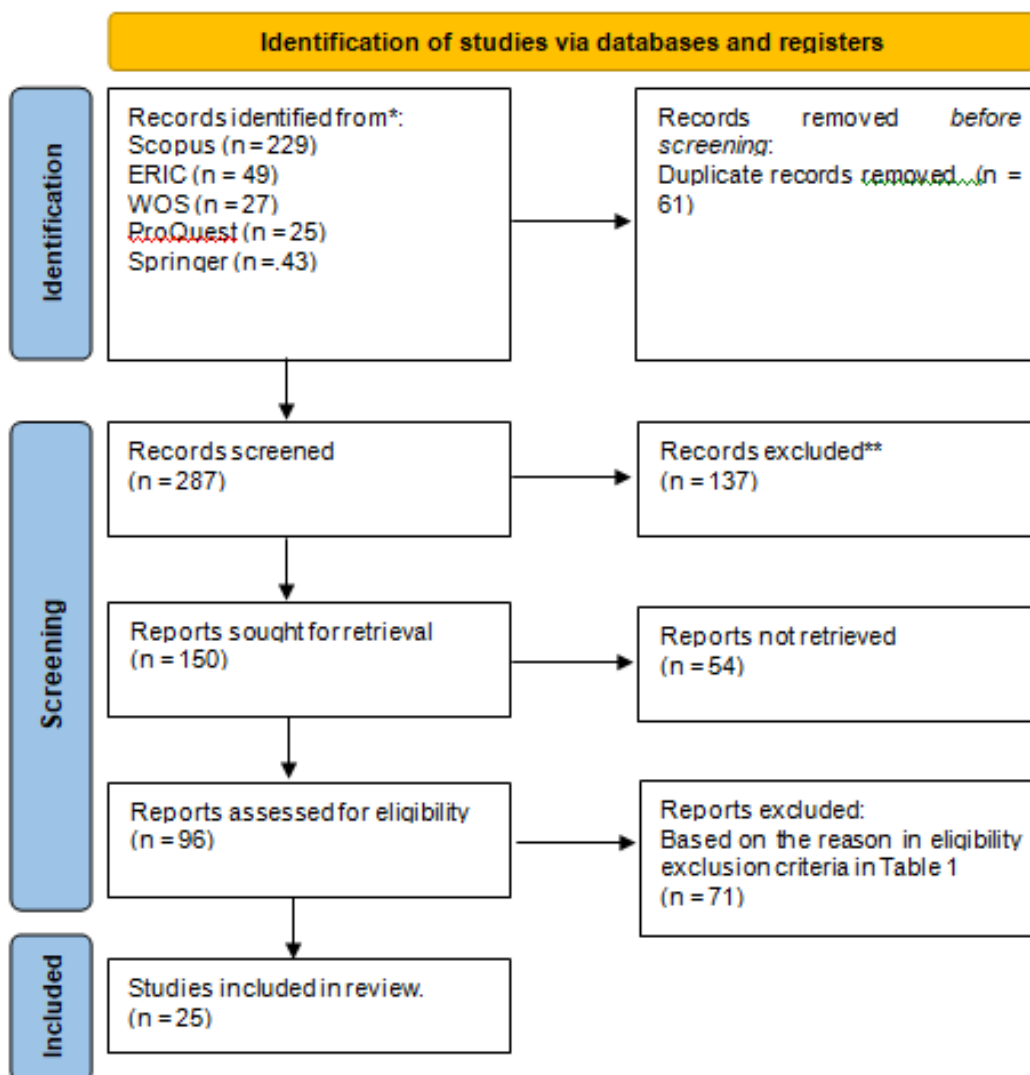 Identification of studies via databases and registers
Identification
Records identified from*:
Scopus (n = 229)
ERIC (n = 49)
WOS (n = 27)
ProQuest (n = 25)
Springer (n =.43)
Records removed before
screening:
Duplicate records removed (n =
61)
Screening
Records screened
(n = 287)
Records excluded**
(n = 137)
Reports sought for retrieval
(n = 150)
Reports not retrieved
(n = 54)
Reports assessed for eligibility
(n = 96)
Reports excluded:
Based on the reason in eligibility
exclusion criteria in Table 1
(n = 71)
Included
Studies included in review.
(n = 25)